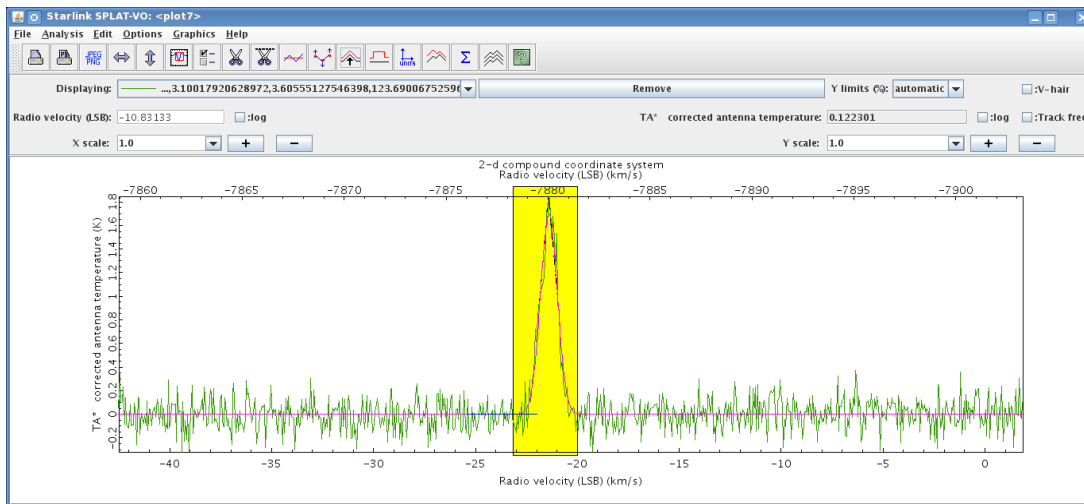 Starlink SPLAT-VO: <plot7>
File Analysis Edit Options Graphics Help
JPEG PNG UNITS Σ ?
Displaying: ...,3.10017920628972,3.60555127546398,123.69006752596 Remove Y limits (%): automatic :V-hair
Radio velocity (LSB): -10.83133 :log TA* corrected antenna temperature: 0.122301 :log :Track free
X scale: 1.0 + − Y scale: 1.0 + −
2-d compound coordinate system
Radio velocity (LSB) (km/s)
−7860 −7865 −7870 −7875 −7880 −7885 −7890 −7895 −7900
TA* corrected antenna temperature (K)
−0.2 0 0.2 0.4 0.6 0.8 1 1.2 1.4 1.6 1.8
−40 −35 −30 −25 −20 −15 −10 −5 0
Radio velocity (LSB) (km/s)